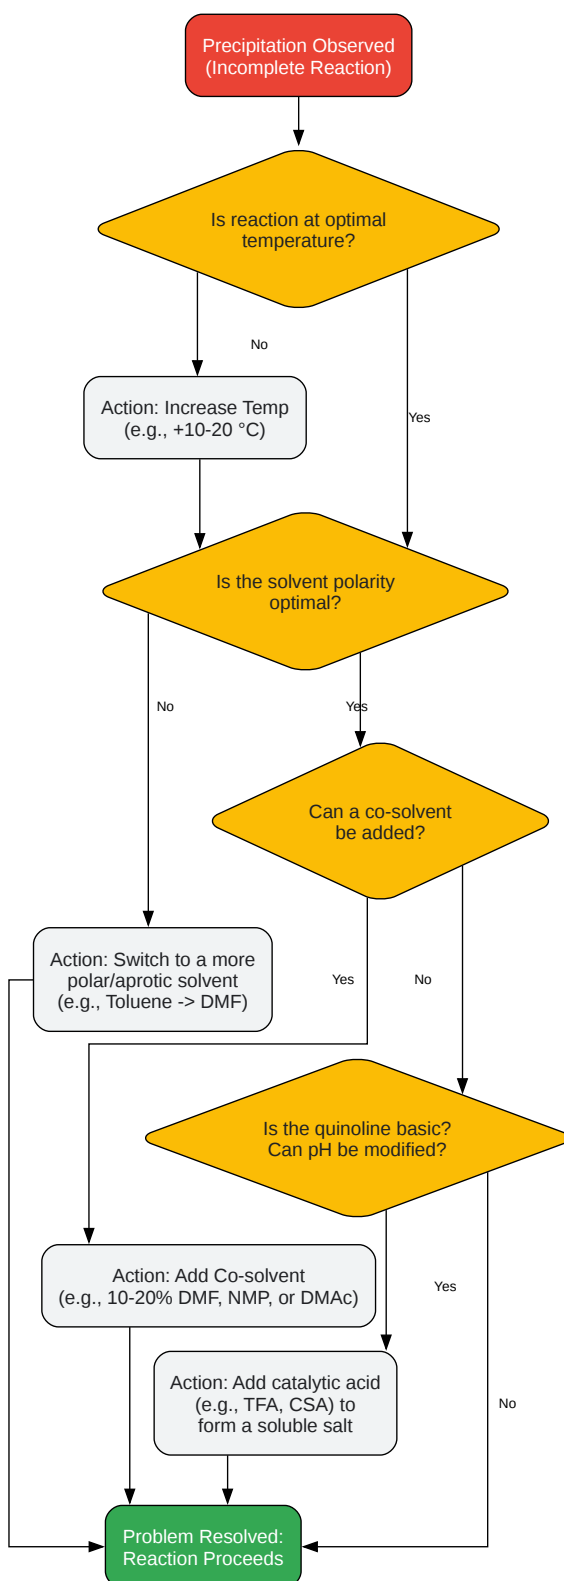 Precipitation Observed
(Incomplete Reaction)
Is reaction at optimal
temperature?
No
Action: Increase Temp
(e.g., +10-20 °C)
Yes
Is the solvent polarity
optimal?
No
Yes
Can a co-solvent
be added?
Action: Switch to a more
polar/aprotic solvent
(e.g., Toluene -> DMF)
Yes
No
Is the quinoline basic?
Can pH be modified?
Action: Add Co-solvent
(e.g., 10-20% DMF, NMP, or DMAc)
Yes
Action: Add catalytic acid
(e.g., TFA, CSA) to
form a soluble salt
No
Problem Resolved:
Reaction Proceeds